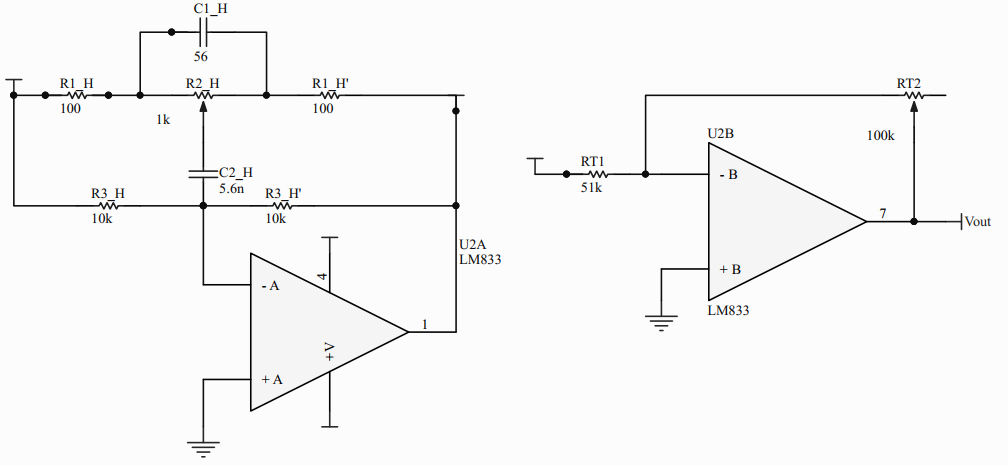 C1_H
56
R1_H
R2_H
R1_H'
100
1k
100
C2_H
5.6n
R3_H
R3_H'
10k
10k
U2A
LM833
4
- A
1
+V
+ A
RT2
100k
U2B
RT1
51k
- B
7
Vout
+ B
LM833